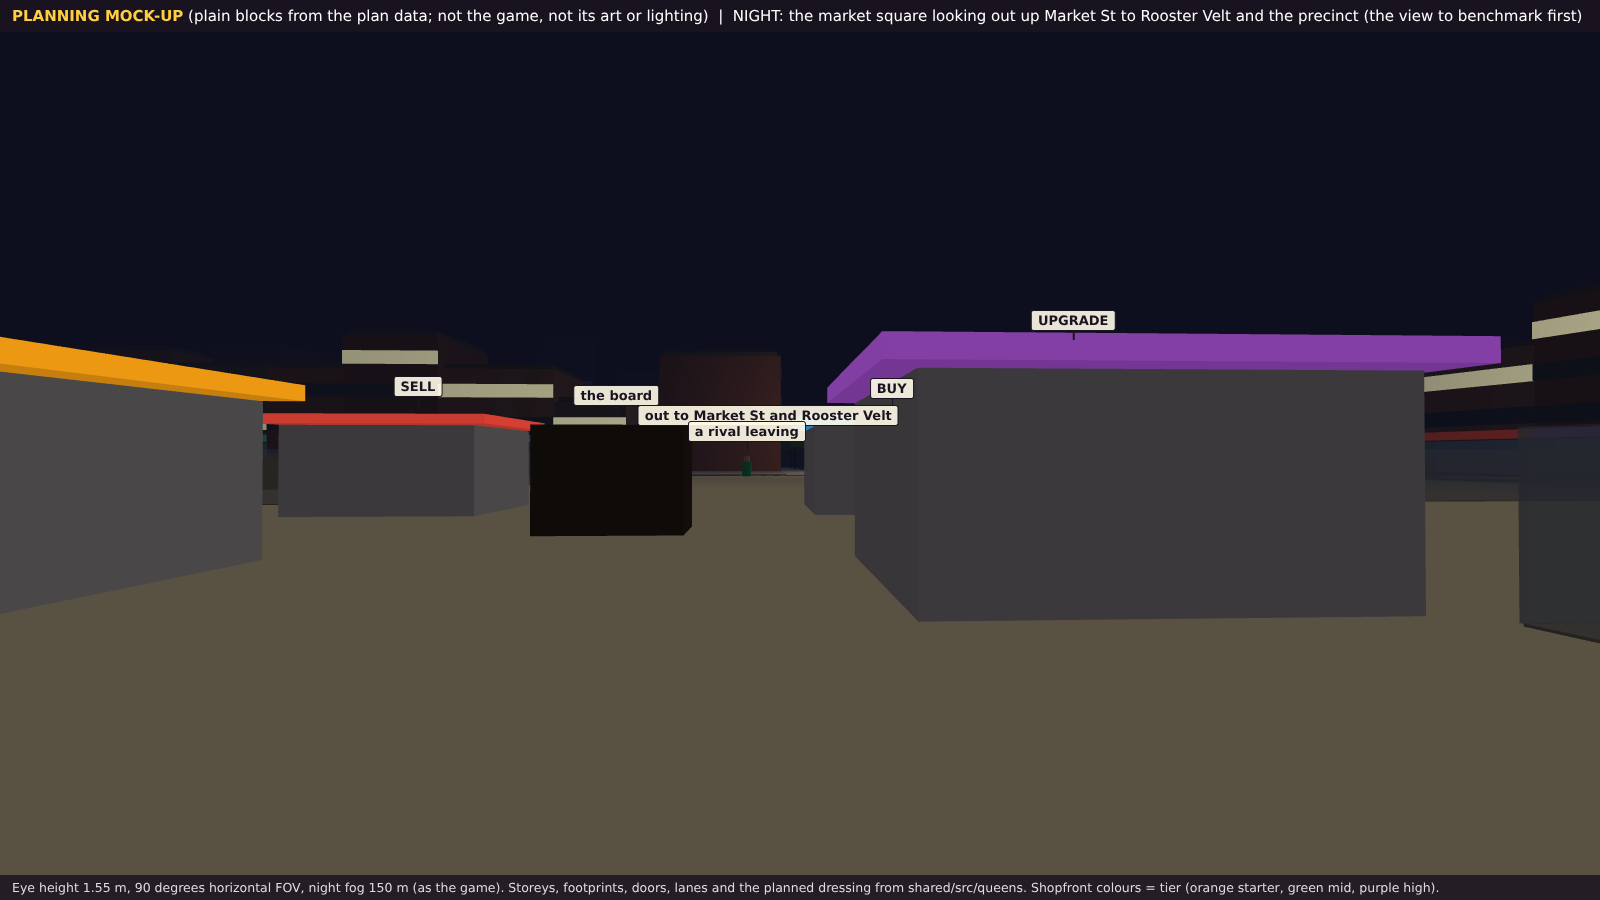 PLANNING MOCK-UP (plain blocks from the plan data; not the game, not its art or lighting) | NIGHT: the market square looking out up Market St to Rooster Velt and the precinct (the view to benchmark first)
UPGRADE
SELL
BUY
the board
out to Market St and Rooster Velt
a rival leaving
Eye height 1.55 m, 90 degrees horizontal FOV, night fog 150 m (as the game). Storeys, footprints, doors, lanes and the planned dressing from shared/src/queens. Shopfront colours = tier (orange starter, green mid, purple high).